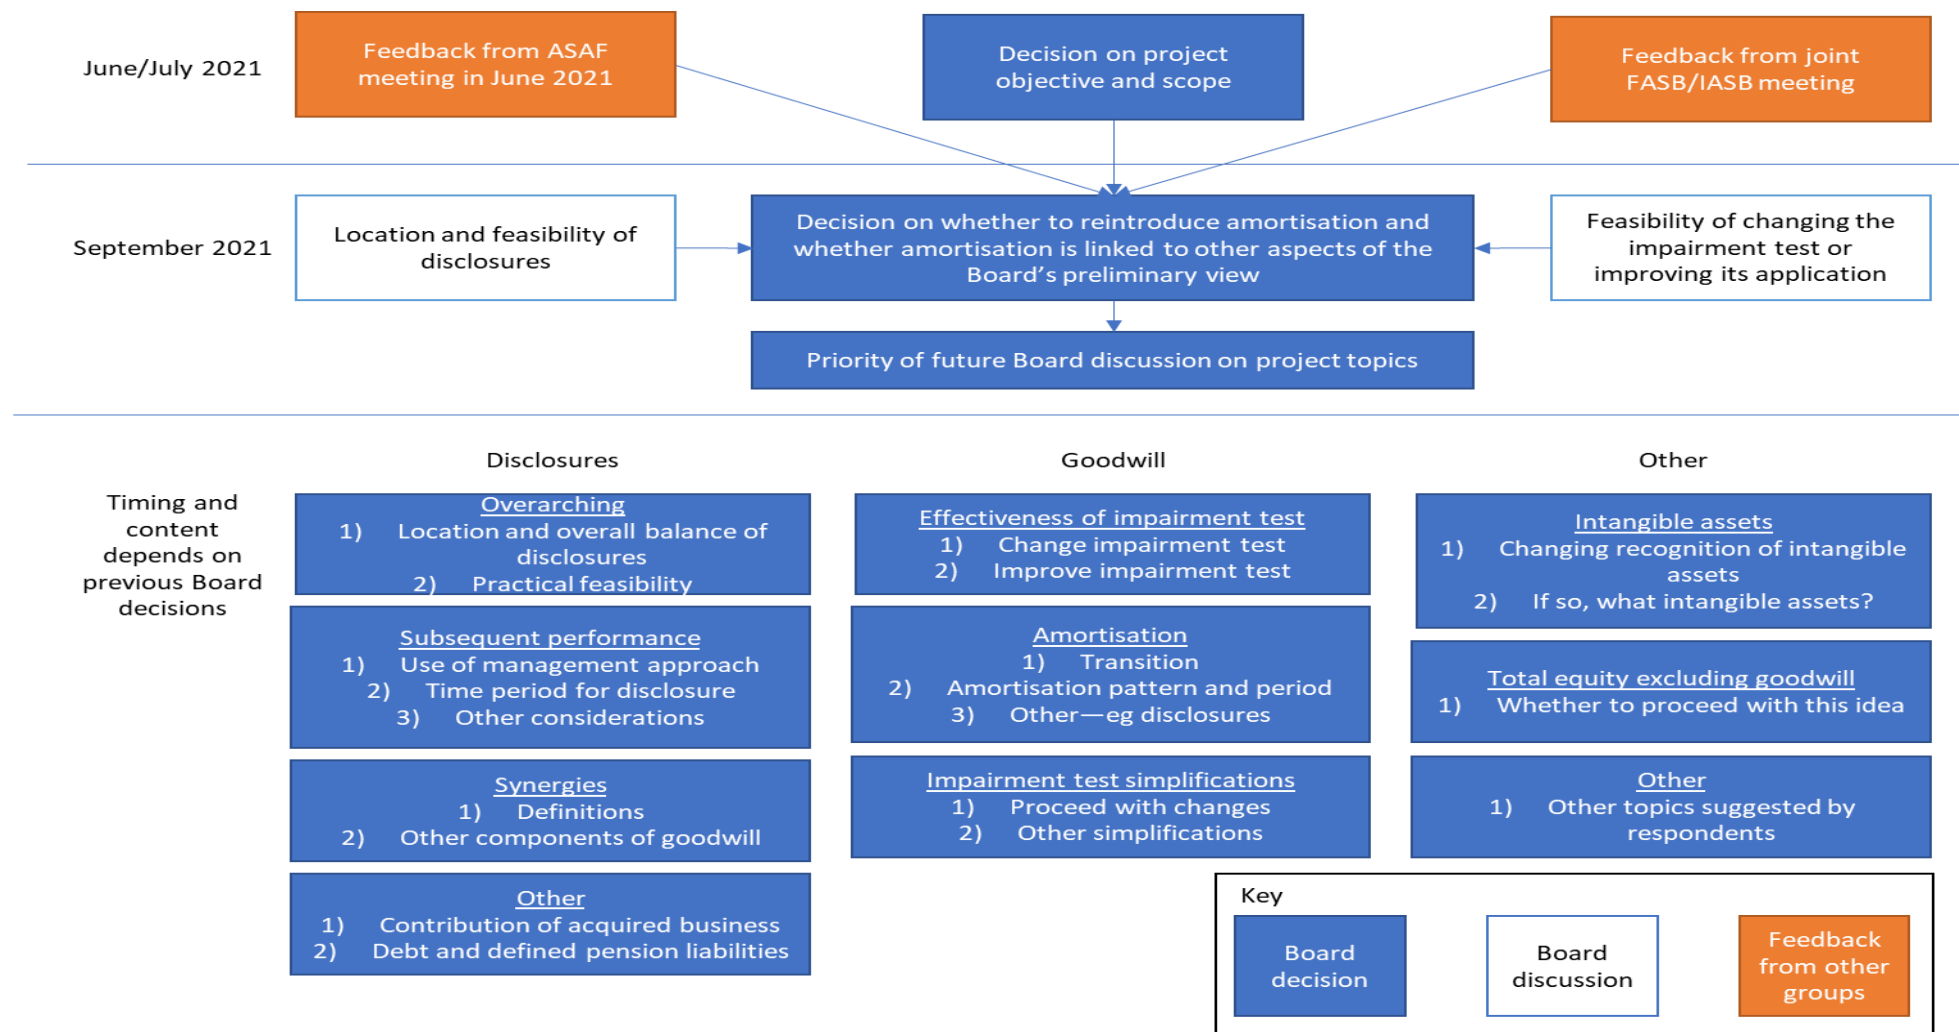 June/July 2021
Feedback from ASAF
meeting in June 2021
Decision on project
objective and scope
Feedback from joint
FASB/IASB meeting
September 2021
Location and feasibility of
disclosures
Decision on whether to reintroduce amortisation and
whether amortisation is linked to other aspects of the
Board’s preliminary view
Feasibility of changing the
impairment test or
improving its application
Priority of future Board discussion on project topics
Timing and
content
depends on
previous Board
decisions
Disclosures
Overarching
1) Location and overall balance of
disclosures
2) Practical feasibility
Subsequent performance
1) Use of management approach
2) Time period for disclosure
3) Other considerations
Synergies
1) Definitions
2) Other components of goodwill
Other
1) Contribution of acquired business
2) Debt and defined pension liabilities
Goodwill
Effectiveness of impairment test
1) Change impairment test
2) Improve impairment test
Amortisation
1) Transition
2) Amortisation pattern and period
3) Other—eg disclosures
Impairment test simplifications
1) Proceed with changes
2) Other simplifications
Other
Intangible assets
1) Changing recognition of intangible
assets
2) If so, what intangible assets?
Total equity excluding goodwill
1) Whether to proceed with this idea
Other
1) Other topics suggested by
respondents
Key
Board
decision
Board
discussion
Feedback
from other
groups